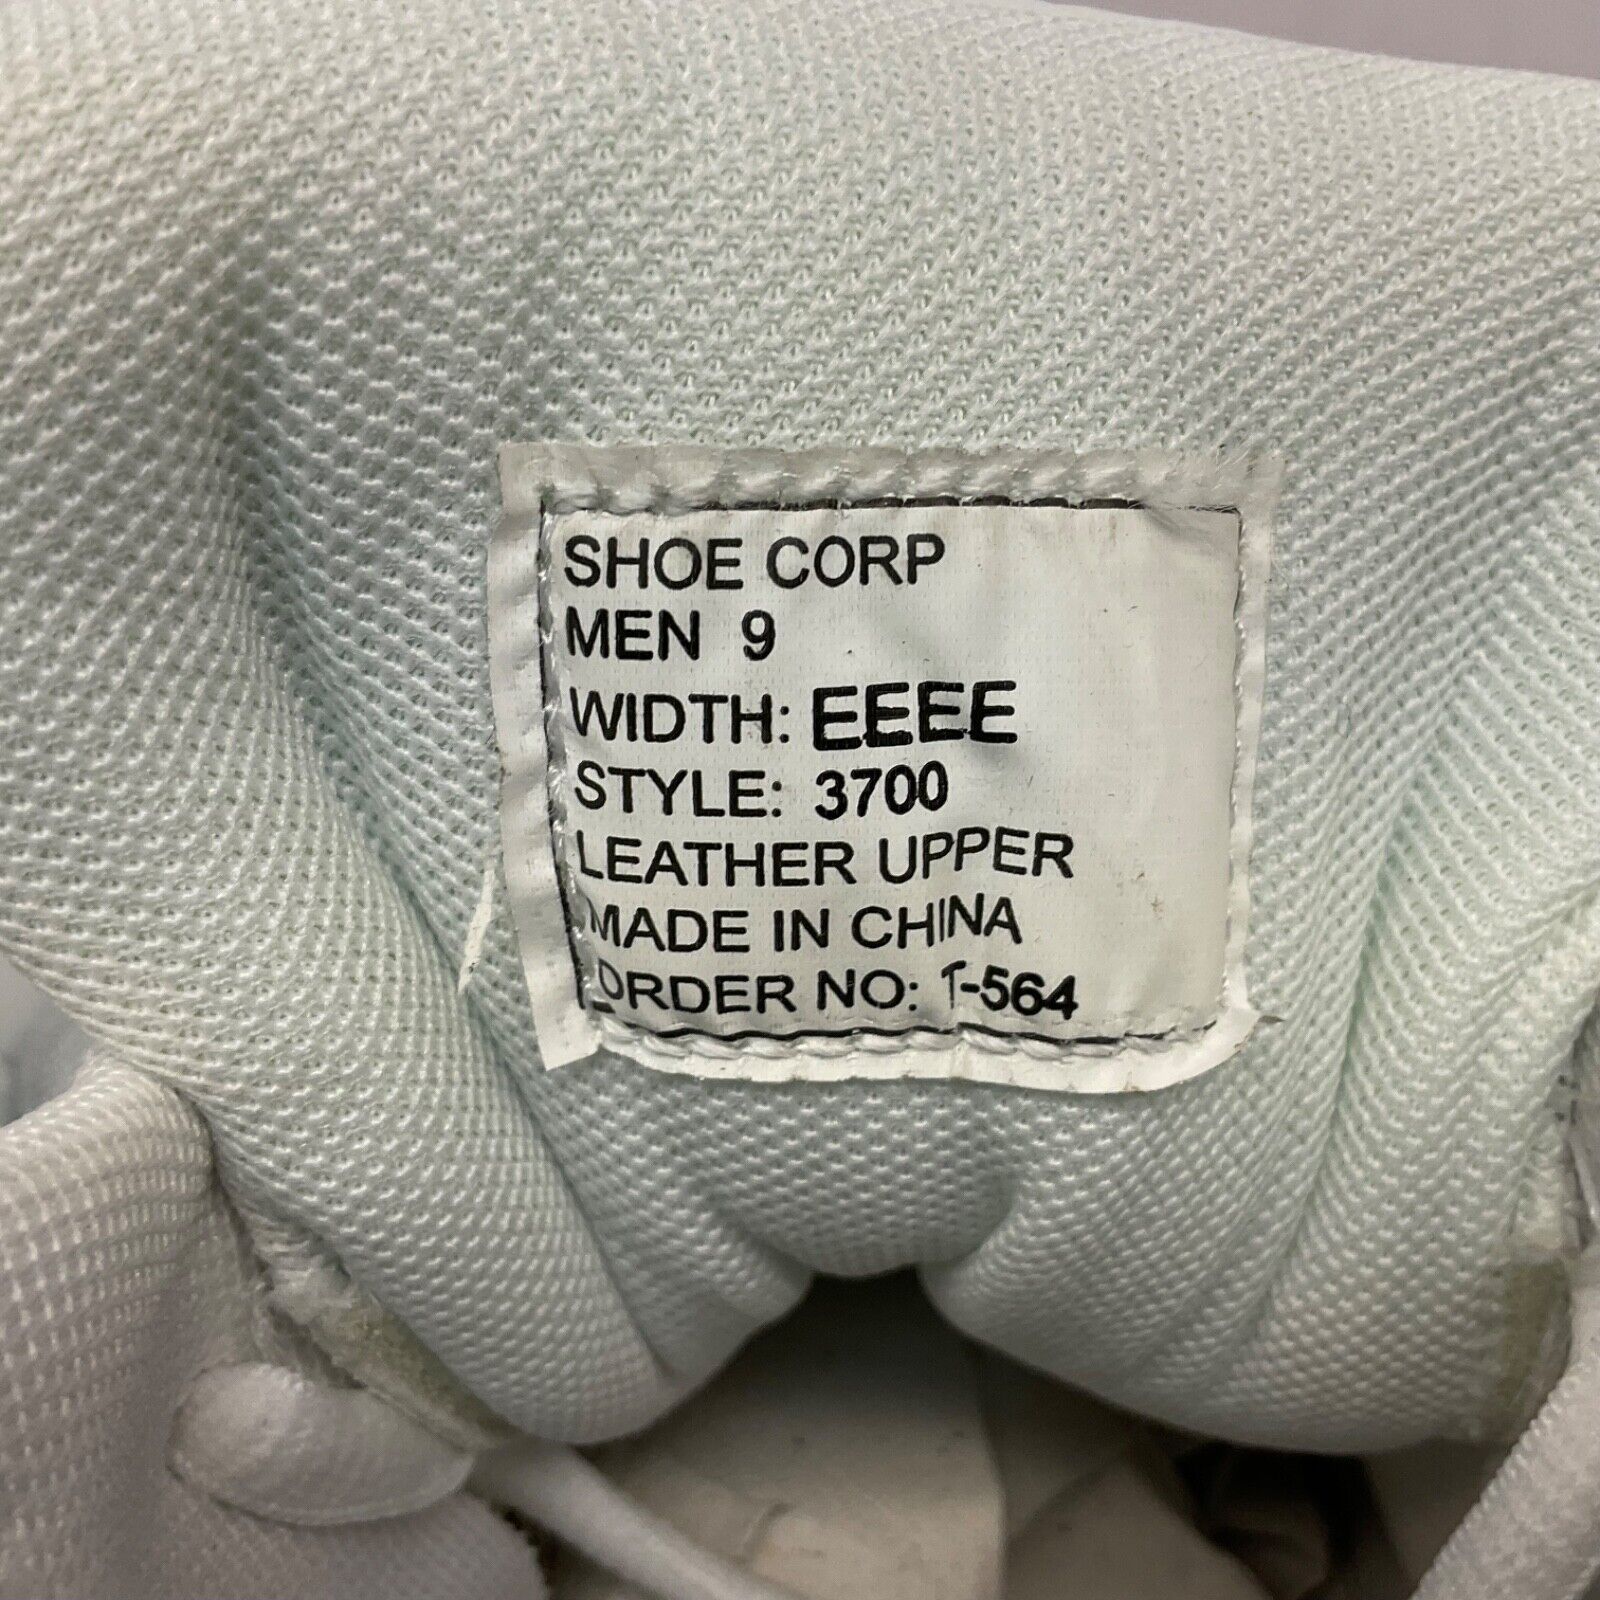 SHOE CORP
MEN 9
WIDTH: EEEE
STYLE: 3700
LEATHER UPPER
MADE IN CHINA
ORDER NO: T-564